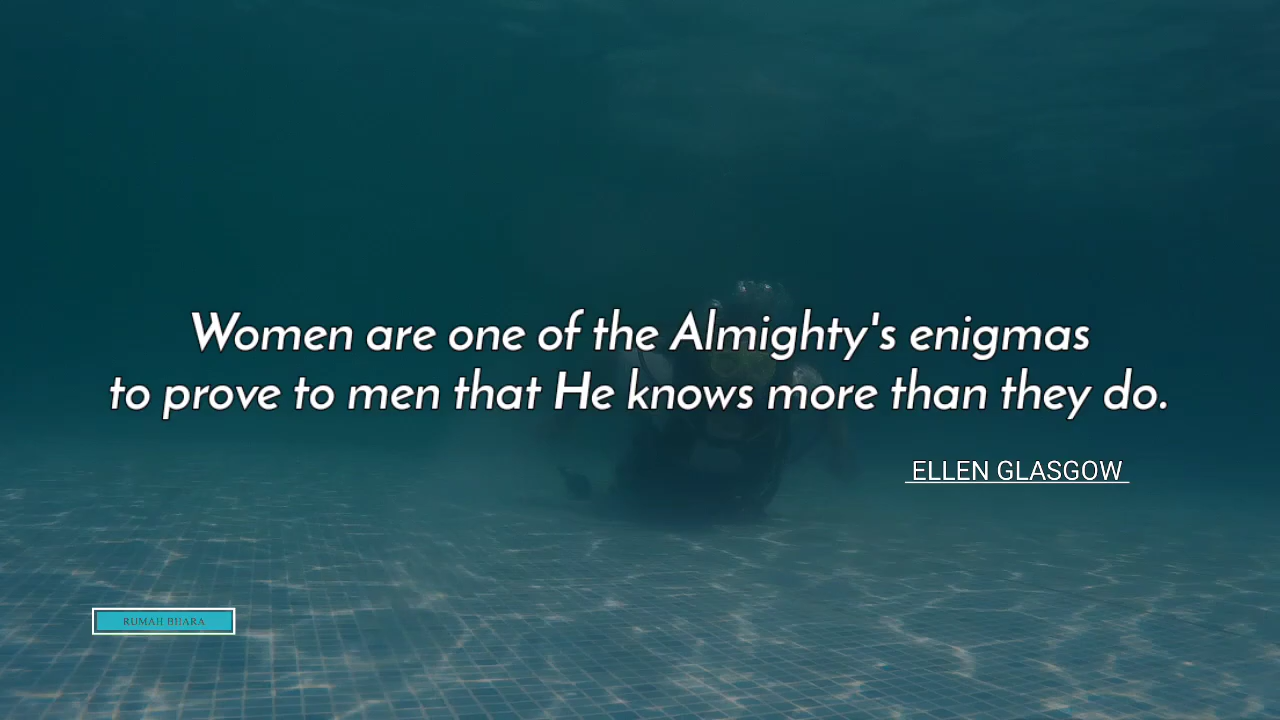 Women are one of the Almighty's enigmas
to prove to men that He knows more than they do.
ELLEN GLASGOW
RUMAH BHARA